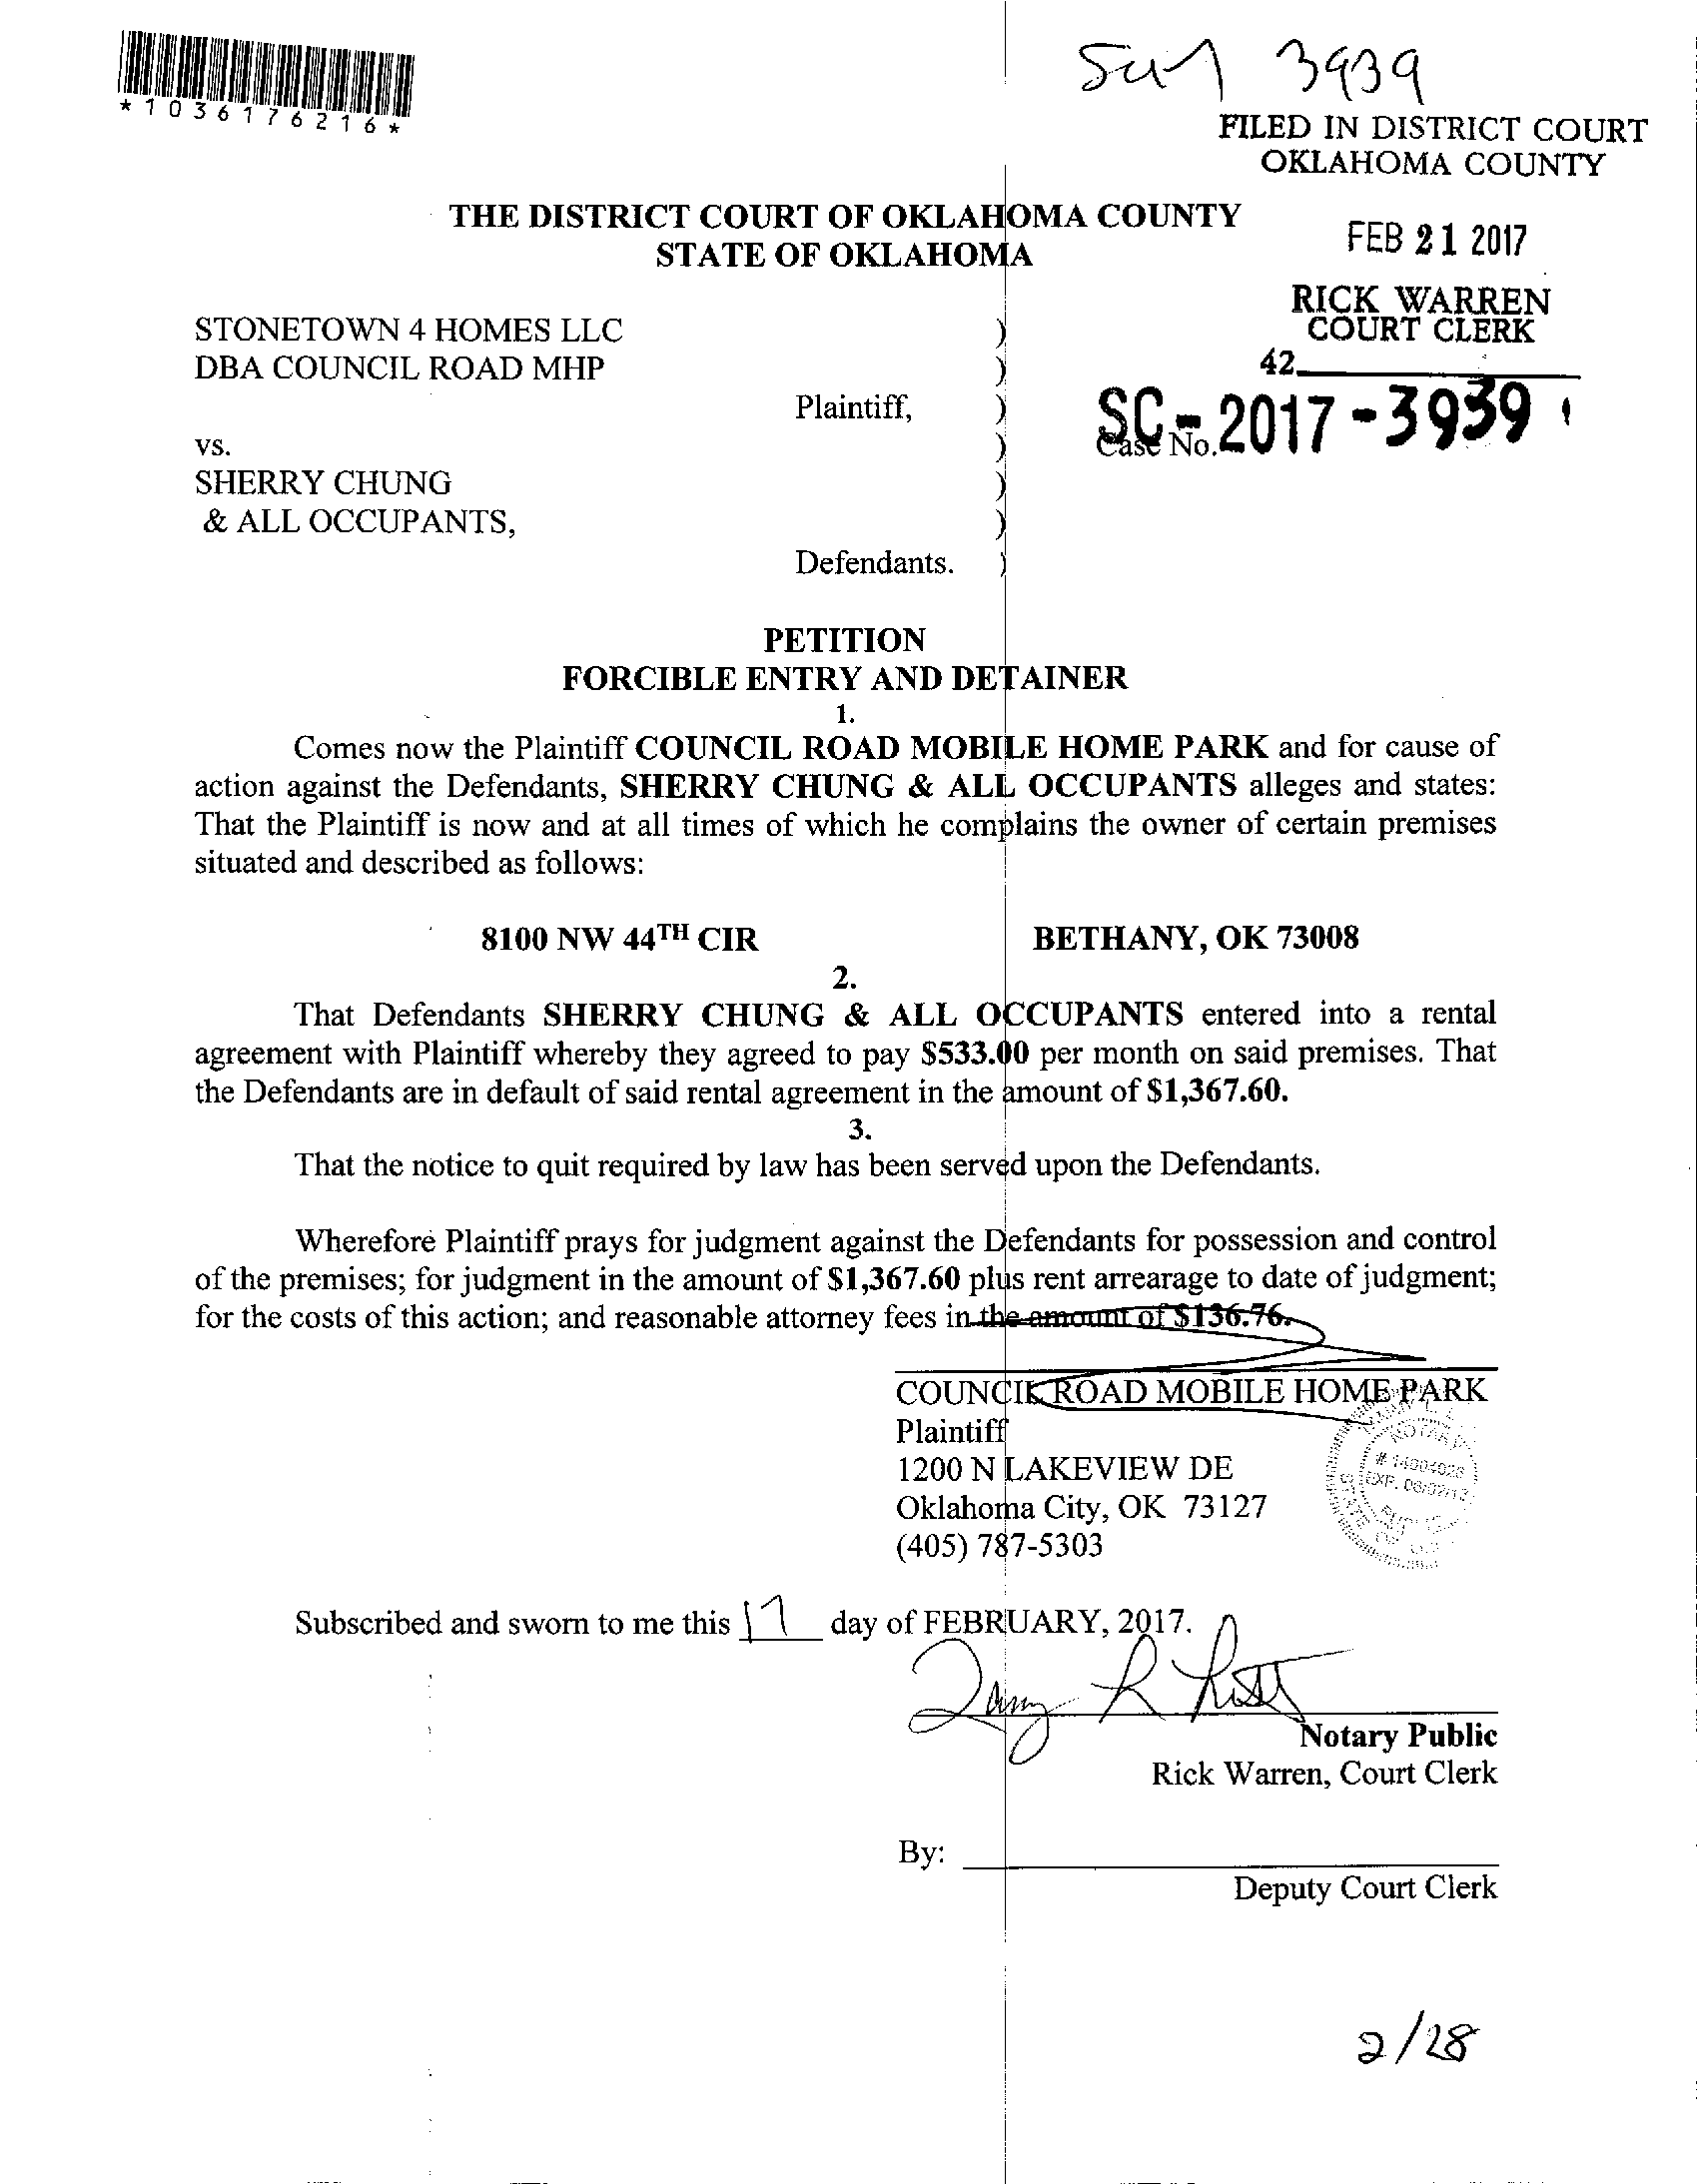 *1036176216*
3939
FILED IN DISTRICT COURT
OKLAHOMA COUNTY
THE DISTRICT COURT OF OKLAHOMA COUNTY
STATE OF OKLAHOMA
FEB 21 2017
RICK WARREN
COURT CLERK
42
STONETOWN 4 HOMES LLC )
DBA COUNCIL ROAD MHP )
Plaintiff, )
SC-2017-3939
Case No.
vs. )
SHERRY CHUNG )
& ALL OCCUPANTS, )
Defendants. )
PETITION
FORCIBLE ENTRY AND DETAINER
1.
Comes now the Plaintiff COUNCIL ROAD MOBILE HOME PARK and for cause of
action against the Defendants, SHERRY CHUNG & ALL OCCUPANTS alleges and states:
That the Plaintiff is now and at all times of which he complains the owner of certain premises
situated and described as follows:
8100 NW 44TH CIR BETHANY, OK 73008
2.
That Defendants SHERRY CHUNG & ALL OCCUPANTS entered into a rental
agreement with Plaintiff whereby they agreed to pay $533.00 per month on said premises. That
the Defendants are in default of said rental agreement in the amount of $1,367.60.
3.
That the notice to quit required by law has been served upon the Defendants.
Wherefore Plaintiff prays for judgment against the Defendants for possession and control
of the premises; for judgment in the amount of $1,367.60 plus rent arrearage to date of judgment;
for the costs of this action; and reasonable attorney fees in the amount of $136.76.
COUNCIL ROAD MOBILE HOME PARK
Plaintiff
1200 N LAKEVIEW DE
Oklahoma City, OK 73127
(405) 787-5303
Subscribed and sworn to me this 17 day of FEBRUARY, 2017.
Notary Public
Rick Warren, Court Clerk
By:
Deputy Court Clerk
2/28